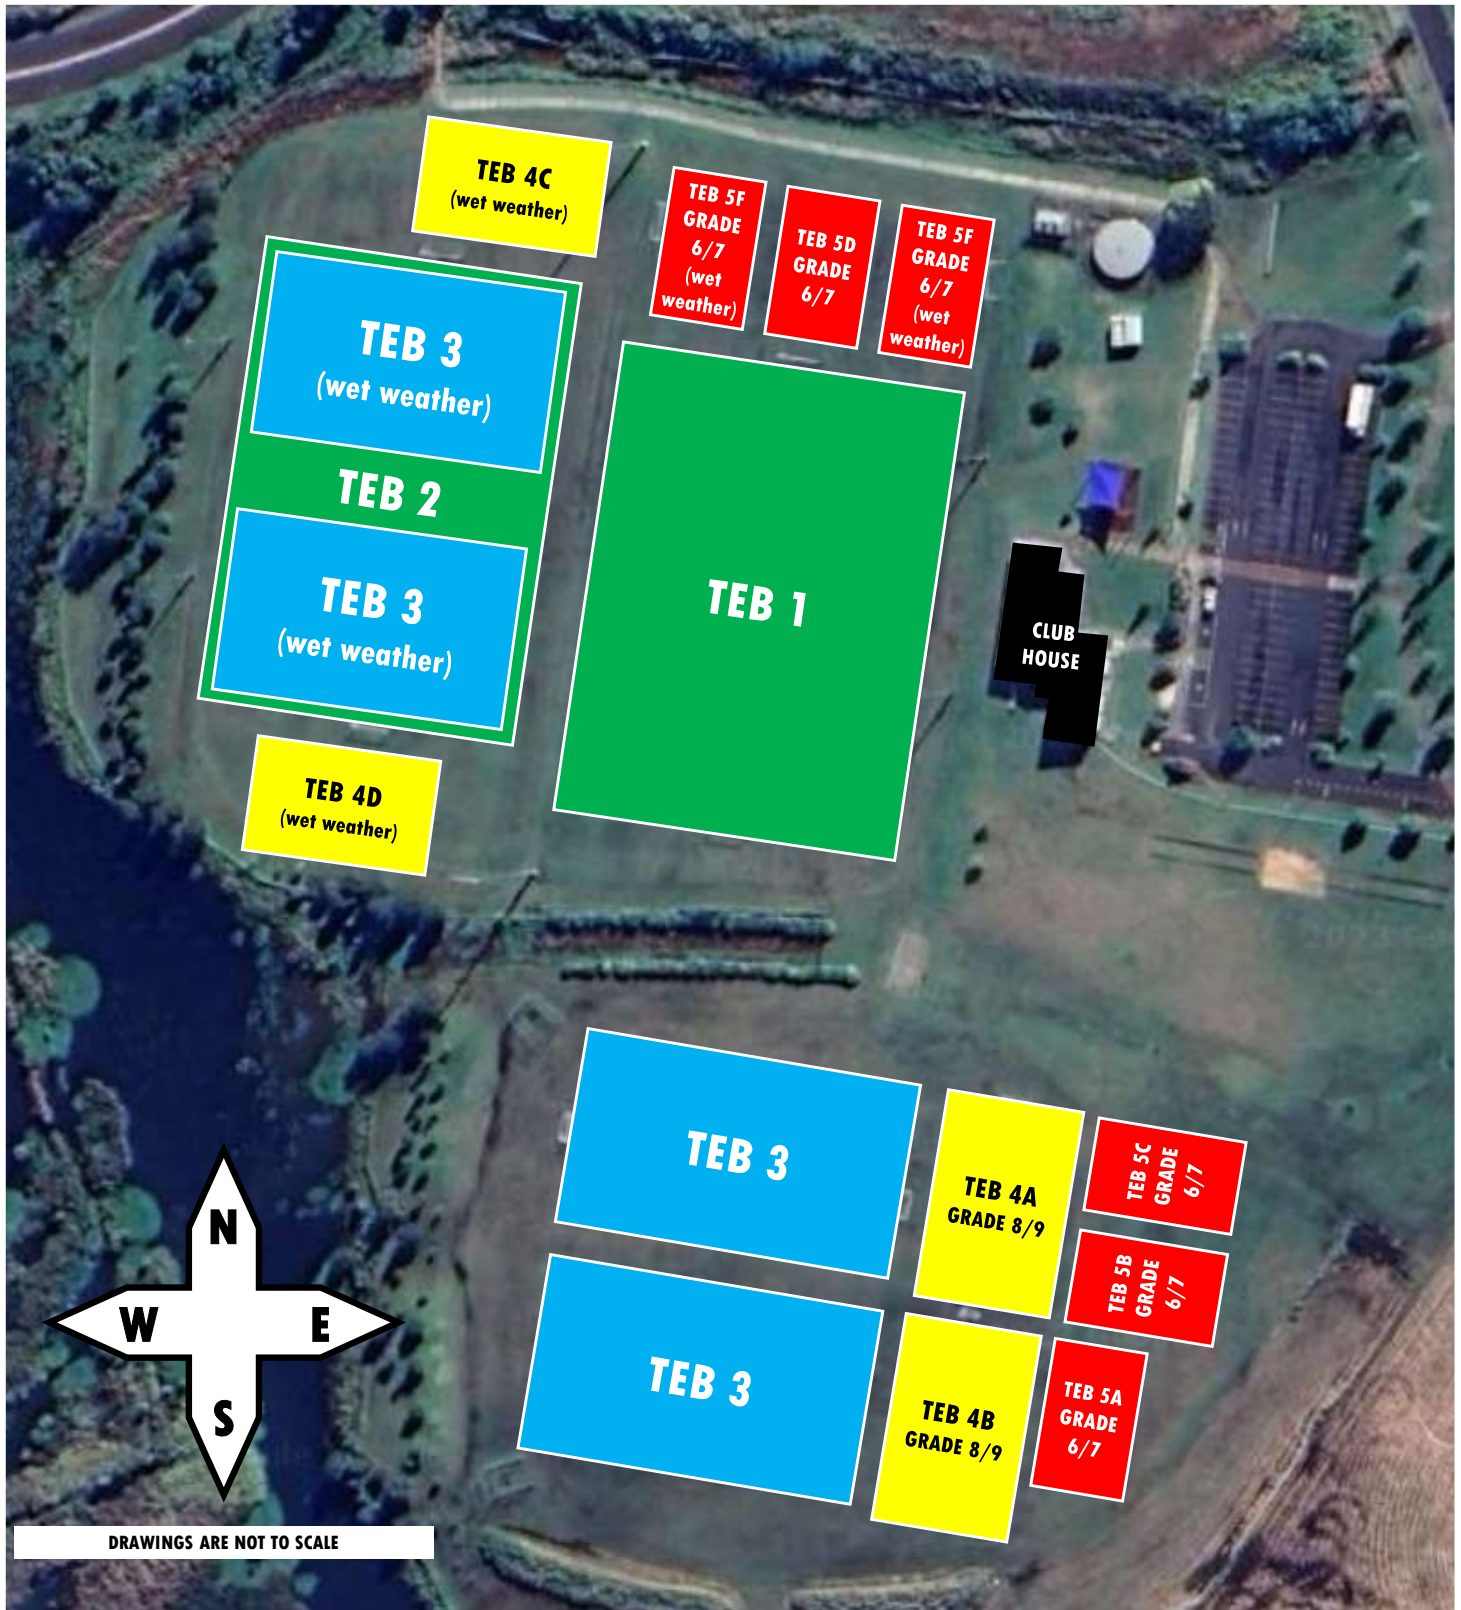 TEB 4C
(wet weather)
TEB 5F
GRADE
6/7
(wet
weather)
TEB 5D
GRADE
6/7
TEB 5F
GRADE
6/7
(wet
weather)
TEB 3
(wet weather)
TEB 2
TEB 3
(wet weather)
TEB 1
CLUB
HOUSE
TEB 4D
(wet weather)
TEB 3
TEB 4A
GRADE 8/9
TEB 5C
GRADE
6/7
TEB 5B
GRADE
6/7
TEB 3
TEB 4B
GRADE 8/9
TEB 5A
GRADE
6/7
N
W
E
S
DRAWINGS ARE NOT TO SCALE